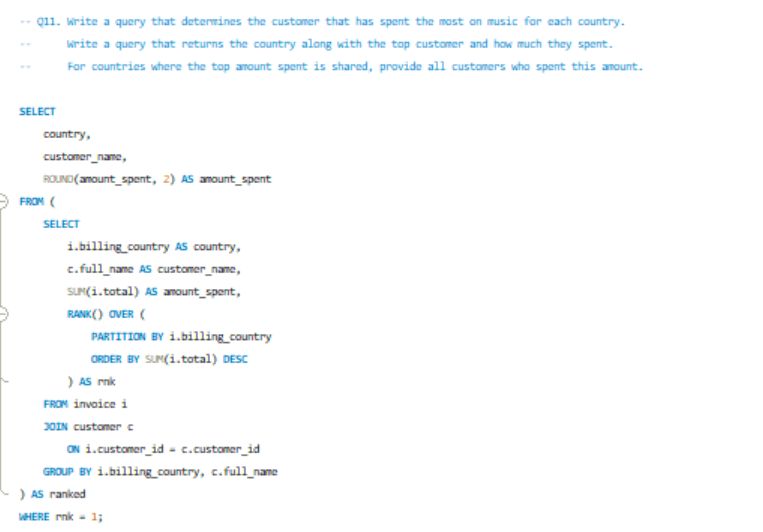 -- Q11. Write a query that determines the customer that has spent the most on music for each country.
--      Write a query that returns the country along with the top customer and how much they spent.
--      For countries where the top amount spent is shared, provide all customers who spent this amount.
SELECT
    country,
    customer_name,
    ROUND(amount_spent, 2) AS amount_spent
FROM (
    SELECT
        i.billing_country AS country,
        c.full_name AS customer_name,
        SUM(i.total) AS amount_spent,
        RANK() OVER (
            PARTITION BY i.billing_country
            ORDER BY SUM(i.total) DESC
        ) AS rnk
    FROM invoice i
    JOIN customer c
        ON i.customer_id = c.customer_id
    GROUP BY i.billing_country, c.full_name
) AS ranked
WHERE rnk = 1;